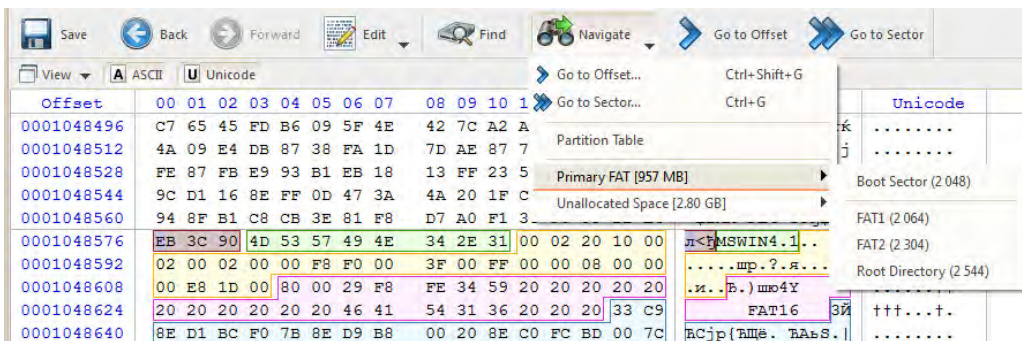 Save Back Forward Edit Find Navigate Go to Offset Go to Sector
View A ASCII U Unicode
Go to Offset... Ctrl+Shift+G
Go to Sector... Ctrl+G
Partition Table
Primary FAT [957 MB]
Unallocated Space [2.80 GB]
Boot Sector (2 048)
FAT1 (2 064)
FAT2 (2 304)
Root Directory (2 544)
Offset 00 01 02 03 04 05 06 07 08 09 10 1 Unicode
0001048496 C7 65 45 FD B6 09 5F 4E 42 7C A2 A ........
0001048512 4A 09 E4 DB 87 38 FA 1D 7D AE 87 7 j ........
0001048528 FE 87 FB E9 93 B1 EB 18 13 FF 23 5
0001048544 9C D1 16 8E FF 0D 47 3A 4A 20 1F C
0001048560 94 8F B1 C8 CB 3E 81 F8 D7 A0 F1 3
0001048576 EB 3C 90 4D 53 57 49 4E 34 2E 31 00 02 20 10 00 л<ђMSWIN4.1..
0001048592 02 00 02 00 00 F8 F0 00 3F 00 FF 00 00 08 00 00 .....шр.?.я...
0001048608 00 E8 1D 00 80 00 29 F8 FE 34 59 20 20 20 20 20 .и..Ђ.)шю4Y
0001048624 20 20 20 20 20 20 46 41 54 31 36 20 20 20 33 C9 FAT16 3Й †††...†.
0001048640 8E D1 BC F0 7B 8E D9 B8 00 20 8E C0 FC BD 00 7C ЋСјр{ЋЩё. ЋАьЅ.| ........